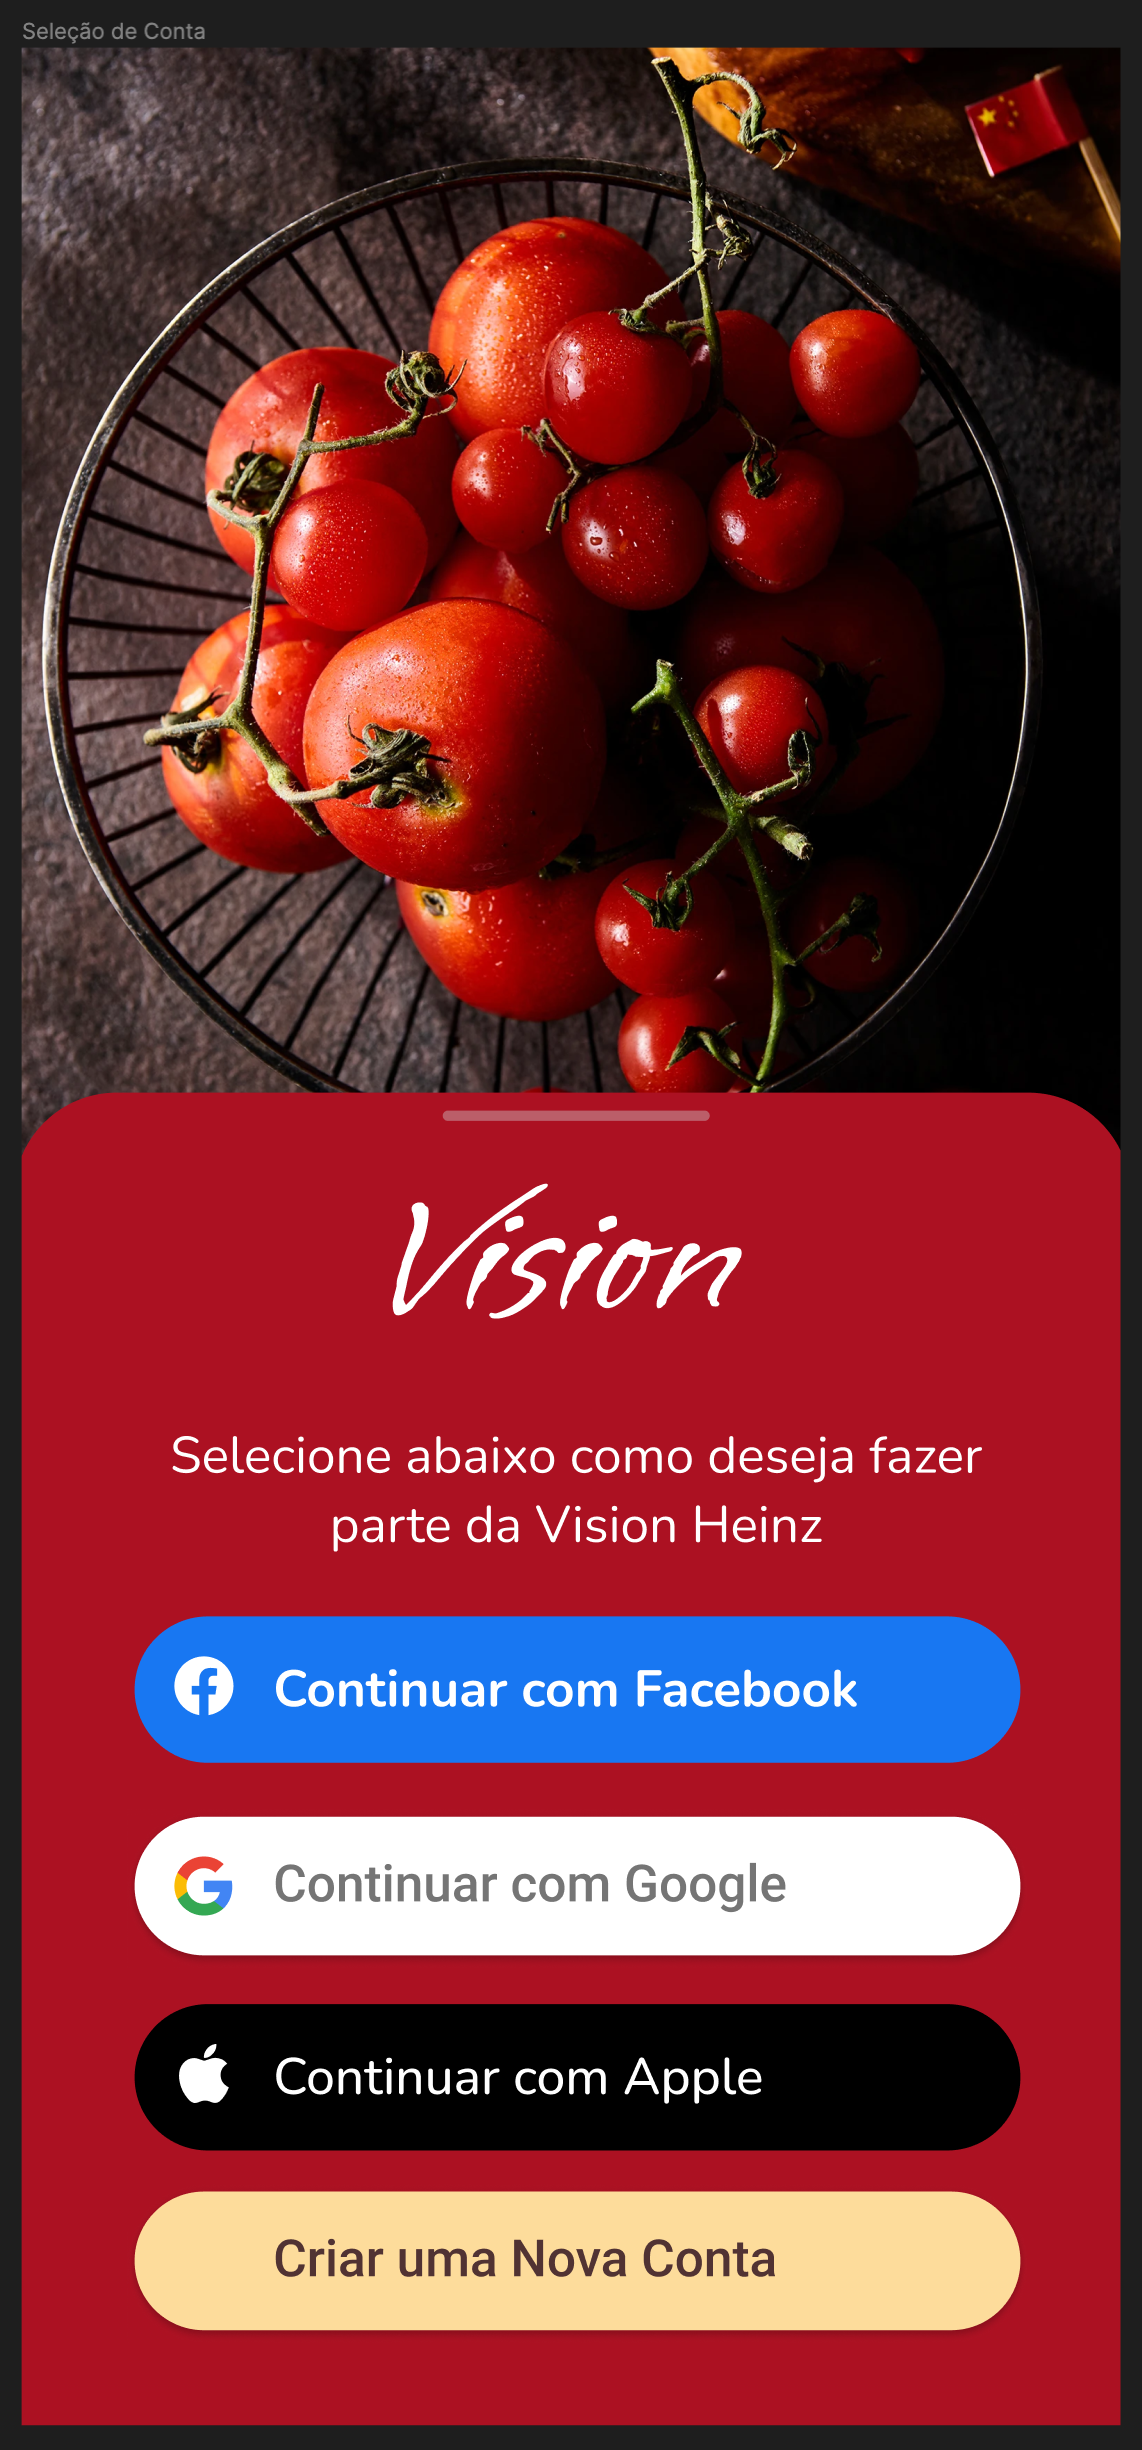 Seleção de Conta
Vision
Selecione abaixo como deseja fazer
parte da Vision Heinz
Continuar com Facebook
Continuar com Google
Continuar com Apple
Criar uma Nova Conta